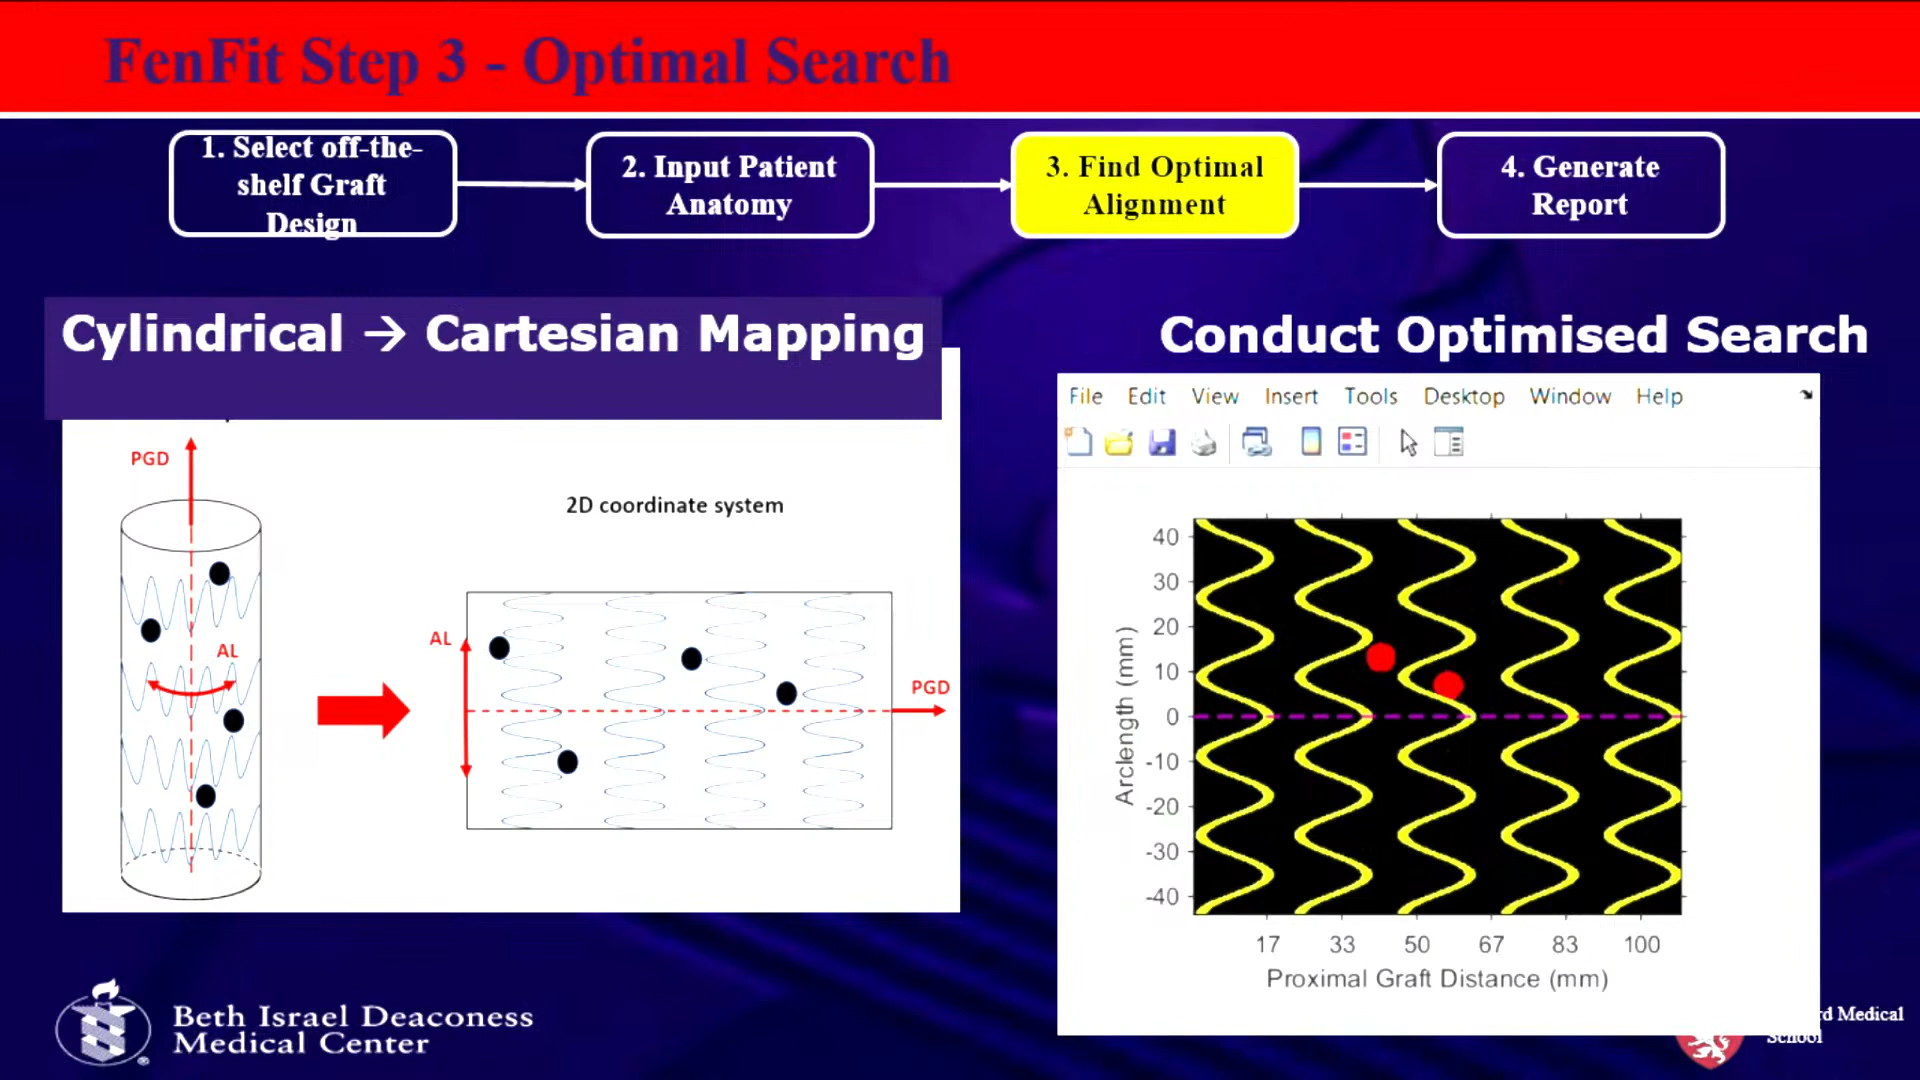 FenFit Step 3 - Optimal Search
1. Select off-the-
shelf Graft
Design
2. Input Patient
Anatomy
3. Find Optimal
Alignment
4. Generate
Report
Cylindrical → Cartesian Mapping
Conduct Optimised Search
PGD
AL
2D coordinate system
AL
PGD
File Edit View Insert Tools Desktop Window Help
40
30
20
10
0
-10
-20
-30
-40
Arclength (mm)
17 33 50 67 83 100
Proximal Graft Distance (mm)
Beth Israel Deaconess
Medical Center
rd Medical
School